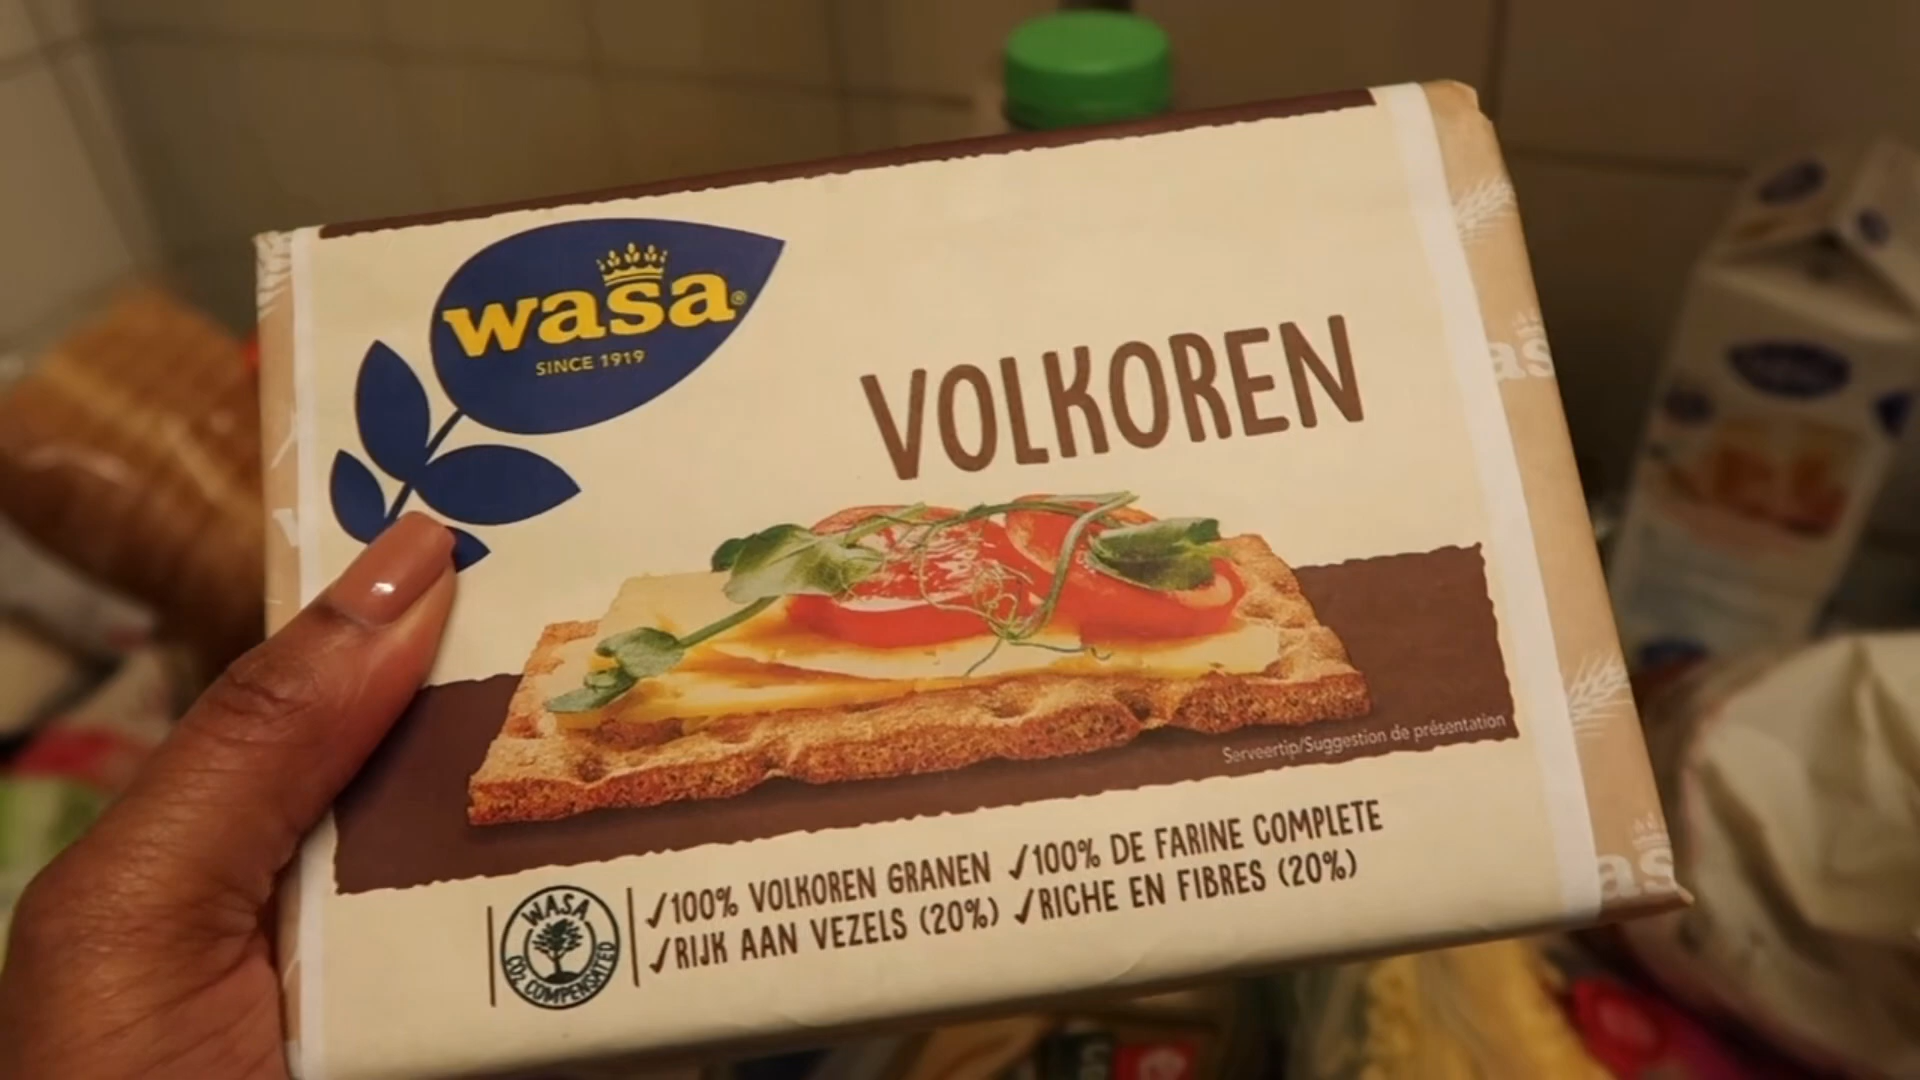 wasa®
SINCE 1919
VOLKOREN
Serveertip/Suggestion de présentation
WASA
CO2 COMPENSATED
✓100% VOLKOREN GRANEN ✓100% DE FARINE COMPLETE
✓RIJK AAN VEZELS (20%) ✓RICHE EN FIBRES (20%)